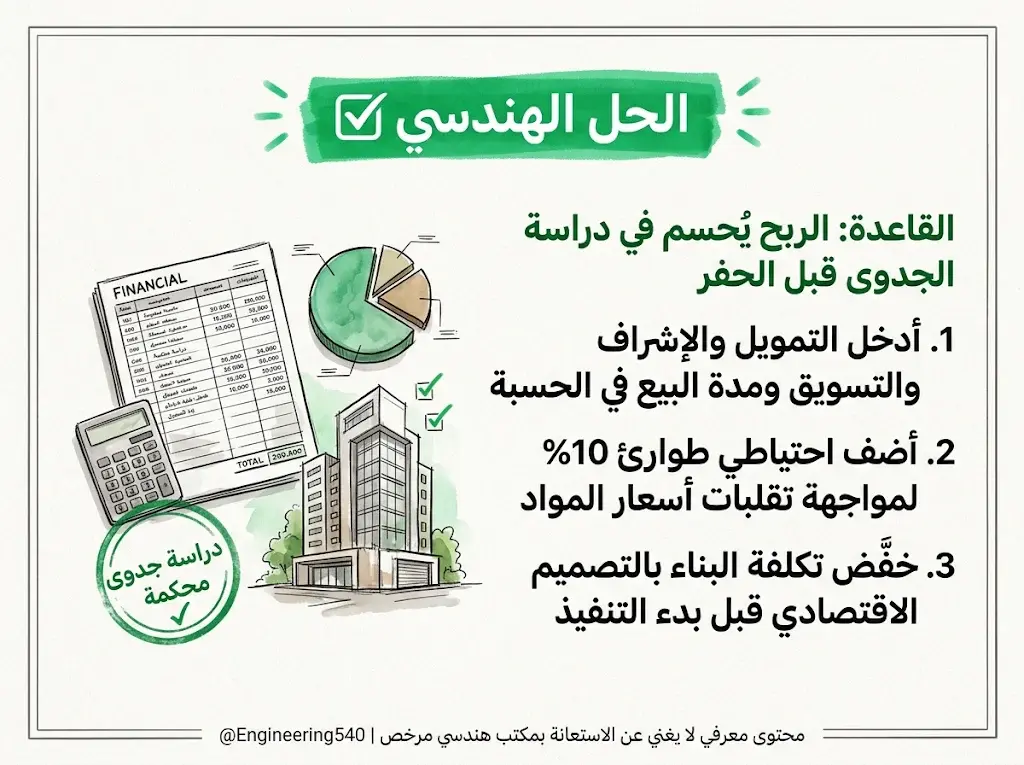 الحل الهندسي
القاعدة: الربح يُحسم في دراسة
الجدوى قبل الحفر
1. أدخل التمويل والإشراف
والتسويق ومدة البيع في الحسبة
2. أضف احتياطي طوارئ 10%
لمواجهة تقلبات أسعار المواد
3. خفَّض تكلفة البناء بالتصميم
الاقتصادي قبل بدء التنفيذ
FINANCIAL
TOTAL
دراسة جدوى
محكمة
محتوى معرفي لا يغني عن الاستعانة بمكتب هندسي مرخص | @Engineering540